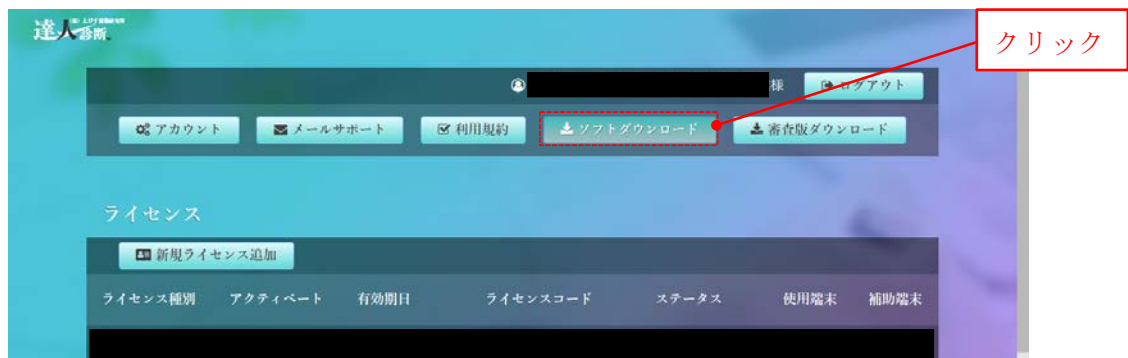 クリック
達人診断。
様
ログアウト
アカウント
メールサポート
利用規約
ソフトダウンロード
審査版ダウンロード
ライセンス
新規ライセンス追加
ライセンス種別 アクティベート 有効期日 ライセンスコード ステータス 使用端末 補助端末